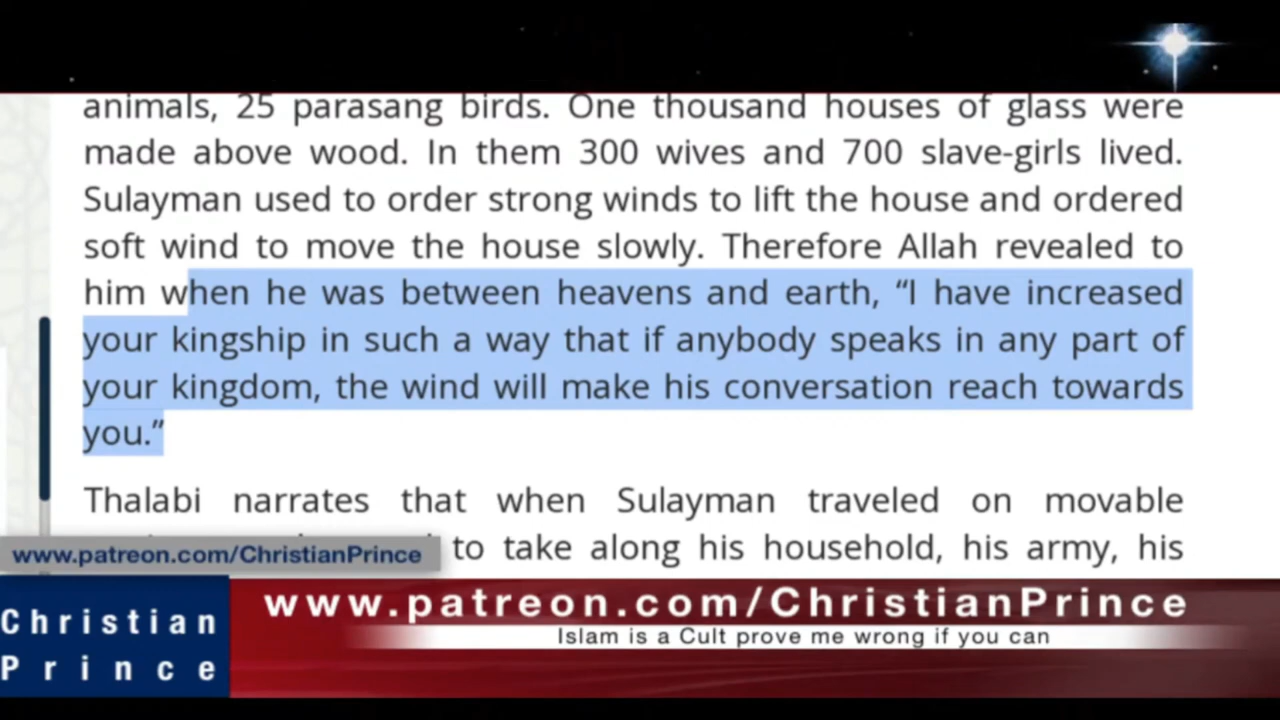 animals, 25 parasang birds. One thousand houses of glass were
made above wood. In them 300 wives and 700 slave-girls lived.
Sulayman used to order strong winds to lift the house and ordered
soft wind to move the house slowly. Therefore Allah revealed to
him when he was between heavens and earth, “I have increased
your kingship in such a way that if anybody speaks in any part of
your kingdom, the wind will make his conversation reach towards
you.”
Thalabi narrates that when Sulayman traveled on movable
to take along his household, his army, his
www.patreon.com/ChristianPrince
Christian
Prince
www.patreon.com/ChristianPrince
Islam is a Cult prove me wrong if you can